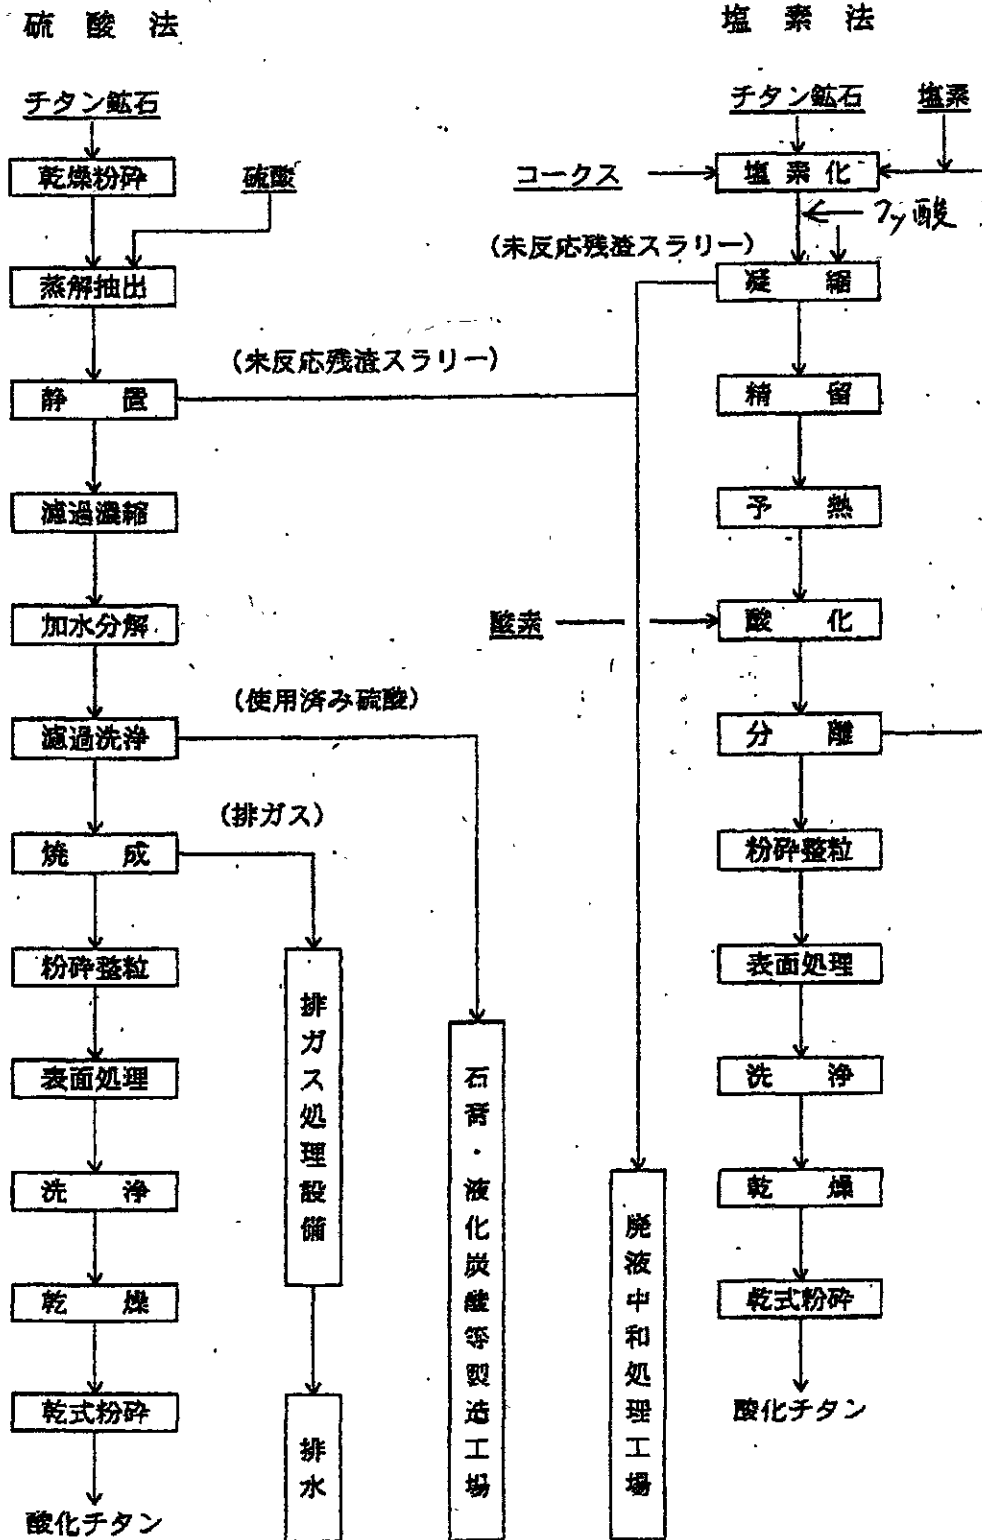 硫酸法
チタン鉱石
乾燥粉砕
硫酸
蒸解抽出
静置
(未反応残渣スラリー)
濾過濃縮
加水分解
濾過洗浄
(使用済み硫酸)
焼成
(排ガス)
粉砕整粒
表面処理
洗浄
乾燥
乾式粉砕
酸化チタン
排ガス処理設備
排水
石膏・液化炭酸等製造工場
廃液中和処理工場
塩素法
チタン鉱石
塩素
コークス
塩素化
フッ酸
(未反応残渣スラリー)
凝縮
精留
予熱
酸素
酸化
分離
粉砕整粒
表面処理
洗浄
乾燥
乾式粉砕
酸化チタン